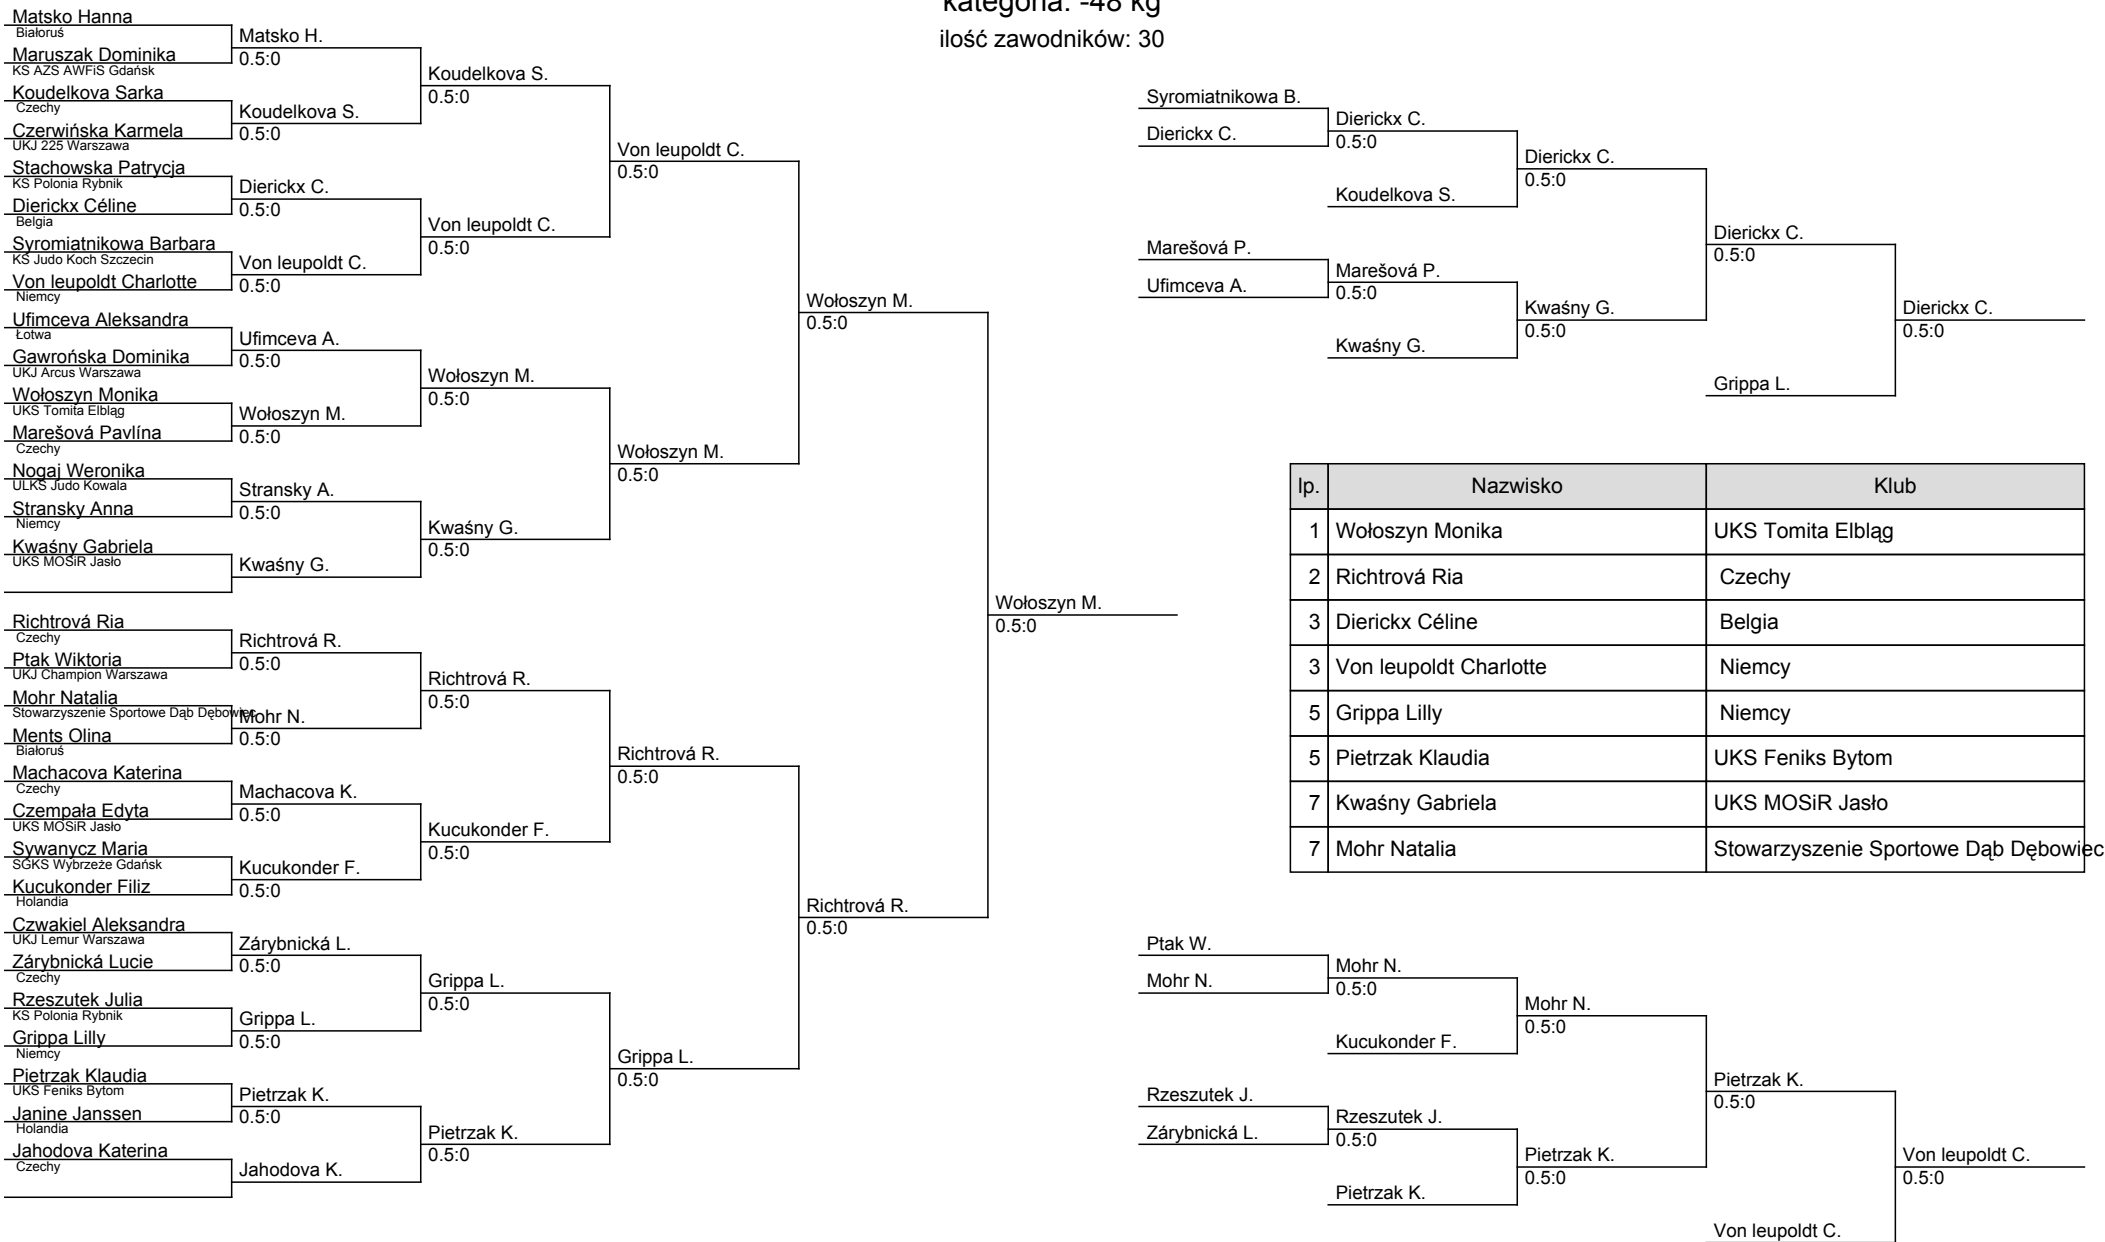 kategoria: -48 kg
ilość zawodników: 30
Matsko Hanna
Białoruś
Maruszak Dominika
KS AZS AWFiS Gdańsk
Koudelkova Sarka
Czechy
Czerwińska Karmela
UKJ 225 Warszawa
Stachowska Patrycja
KS Polonia Rybnik
Dierickx Céline
Belgia
Syromiatnikowa Barbara
KS Judo Koch Szczecin
Von leupoldt Charlotte
Niemcy
Ufimceva Aleksandra
Łotwa
Gawrońska Dominika
UKJ Arcus Warszawa
Wołoszyn Monika
UKS Tomita Elbląg
Marešová Pavlína
Czechy
Nogaj Weronika
ULKS Judo Kowala
Stransky Anna
Niemcy
Kwaśny Gabriela
UKS MOSiR Jasło
Richtrová Ria
Czechy
Ptak Wiktoria
UKJ Champion Warszawa
Mohr Natalia
Stowarzyszenie Sportowe Dąb Dębowiec
Ments Olina
Białoruś
Machacova Katerina
Czechy
Czempała Edyta
UKS MOSiR Jasło
Sywanycz Maria
SGKS Wybrzeże Gdańsk
Kucukonder Filiz
Holandia
Czwakiel Aleksandra
UKJ Lemur Warszawa
Zárybnická Lucie
Czechy
Rzeszutek Julia
KS Polonia Rybnik
Grippa Lilly
Niemcy
Pietrzak Klaudia
UKS Feniks Bytom
Janine Janssen
Holandia
Jahodova Katerina
Czechy
Matsko H.
0.5:0
Koudelkova S.
0.5:0
Dierickx C.
0.5:0
Von leupoldt C.
0.5:0
Ufimceva A.
0.5:0
Wołoszyn M.
0.5:0
Stransky A.
0.5:0
Kwaśny G.
Richtrová R.
0.5:0
Mohr N.
0.5:0
Machacova K.
0.5:0
Kucukonder F.
0.5:0
Zárybnická L.
0.5:0
Grippa L.
0.5:0
Pietrzak K.
0.5:0
Jahodova K.
Koudelkova S.
0.5:0
Von leupoldt C.
0.5:0
Wołoszyn M.
0.5:0
Kwaśny G.
0.5:0
Richtrová R.
0.5:0
Kucukonder F.
0.5:0
Grippa L.
0.5:0
Pietrzak K.
0.5:0
Von leupoldt C.
0.5:0
Wołoszyn M.
0.5:0
Richtrová R.
0.5:0
Grippa L.
0.5:0
Wołoszyn M.
0.5:0
Richtrová R.
0.5:0
Wołoszyn M.
0.5:0
Syromiatnikowa B.
Dierickx C.
Marešová P.
Ufimceva A.
Dierickx C.
0.5:0
Koudelkova S.
Marešová P.
0.5:0
Kwaśny G.
Dierickx C.
0.5:0
Kwaśny G.
0.5:0
Dierickx C.
0.5:0
Grippa L.
Dierickx C.
0.5:0
lp. Nazwisko Klub
1 Wołoszyn Monika UKS Tomita Elbląg
2 Richtrová Ria Czechy
3 Dierickx Céline Belgia
3 Von leupoldt Charlotte Niemcy
5 Grippa Lilly Niemcy
5 Pietrzak Klaudia UKS Feniks Bytom
7 Kwaśny Gabriela UKS MOSiR Jasło
7 Mohr Natalia Stowarzyszenie Sportowe Dąb Dębowiec
Ptak W.
Mohr N.
Rzeszutek J.
Zárybnická L.
Mohr N.
0.5:0
Kucukonder F.
Rzeszutek J.
0.5:0
Pietrzak K.
Mohr N.
0.5:0
Pietrzak K.
0.5:0
Pietrzak K.
0.5:0
Von leupoldt C.
Von leupoldt C.
0.5:0